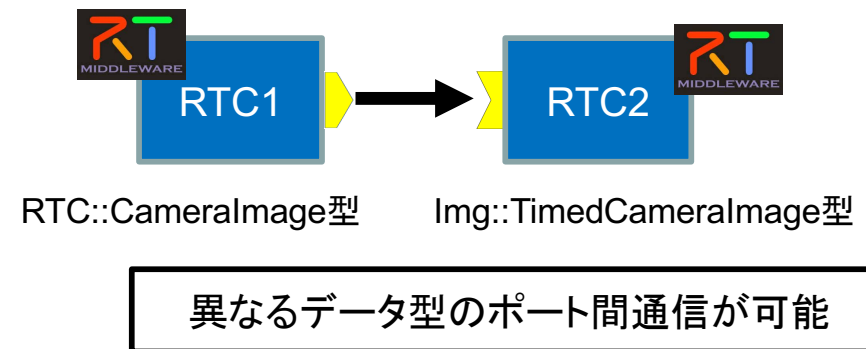 RT
MIDDLEWARE
RTC1
RTC2
RT
MIDDLEWARE
RTC::CameraImage型
Img::TimedCameraImage型
異なるデータ型のポート間通信が可能